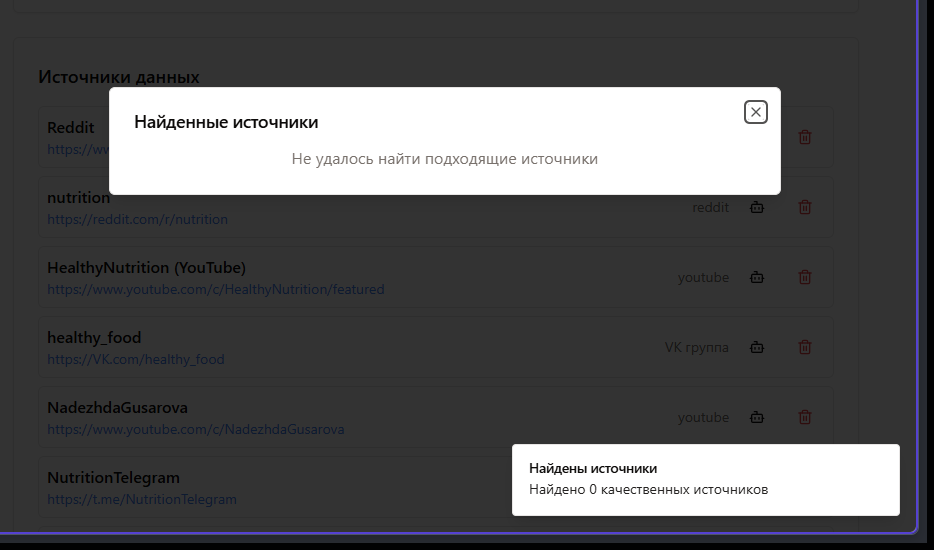 Источники данных
Найденные источники
Не удалось найти подходящие источники
Reddit
https://ww
nutrition
https://reddit.com/r/nutrition
reddit
HealthyNutrition (YouTube)
https://www.youtube.com/c/HealthyNutrition/featured
youtube
healthy_food
https://VK.com/healthy_food
VK группа
NadezhdaGusarova
https://www.youtube.com/c/NadezhdaGusarova
youtube
NutritionTelegram
https://t.me/NutritionTelegram
Найдены источники
Найдено 0 качественных источников